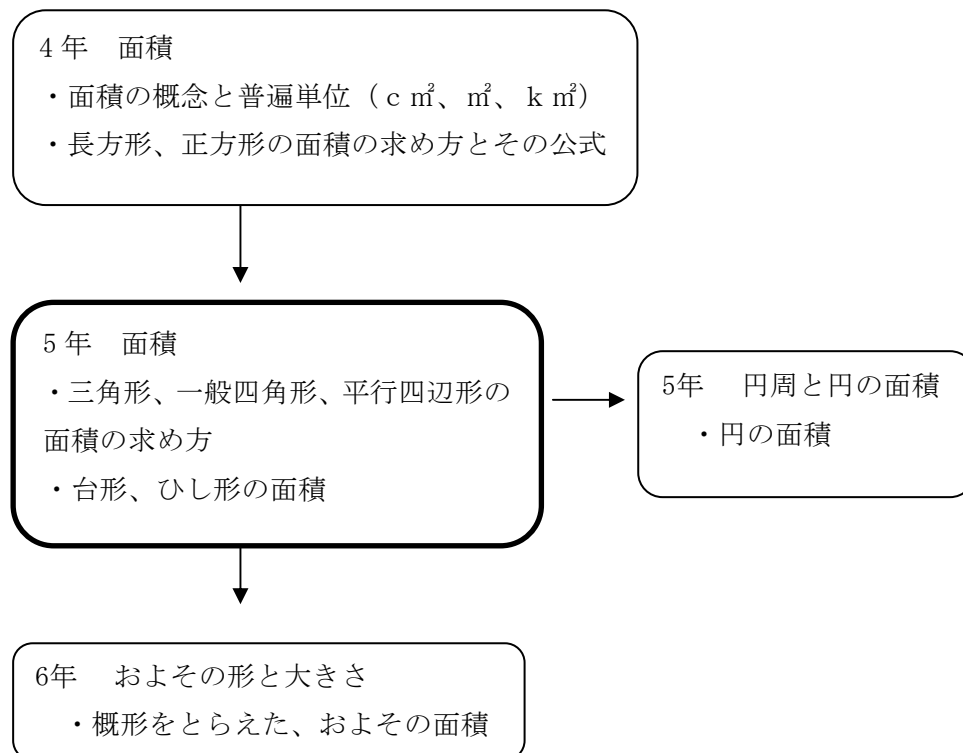 4年　面積
・面積の概念と普遍単位（ｃ㎡、㎡、ｋ㎡）
・長方形、正方形の面積の求め方とその公式
5年　面積
・三角形、一般四角形、平行四辺形の
面積の求め方
・台形、ひし形の面積
5年　円周と円の面積
・円の面積
6年　およその形と大きさ
・概形をとらえた、およその面積